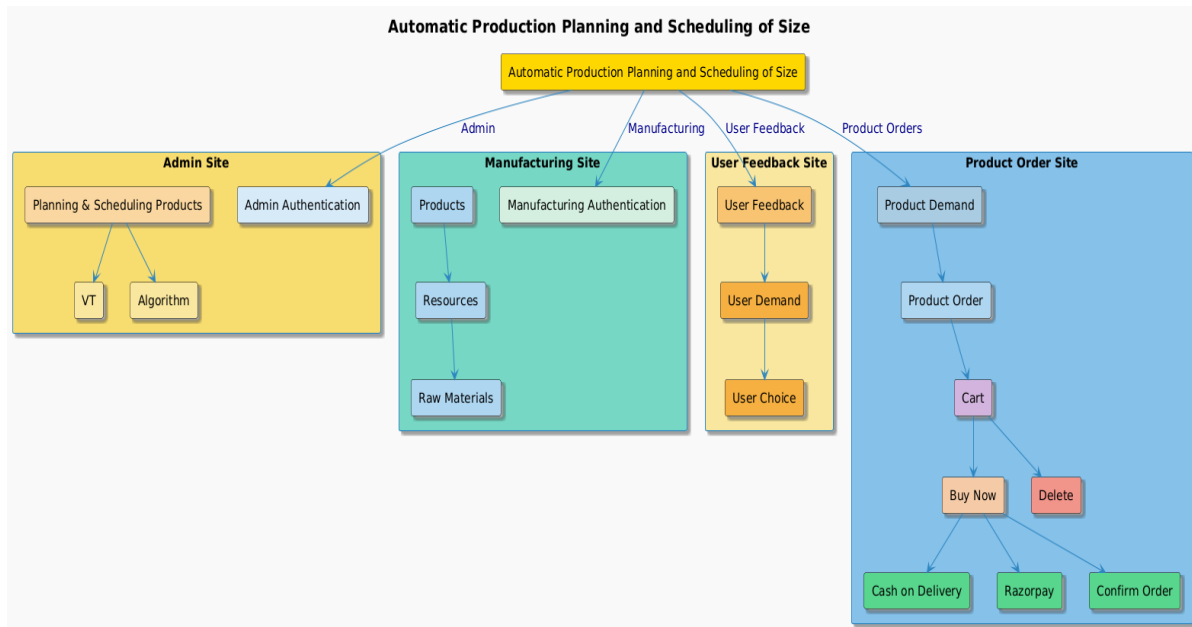 Automatic Production Planning and Scheduling of Size
Automatic Production Planning and Scheduling of Size
Admin
Manufacturing
User Feedback
Product Orders
Admin Site
Planning & Scheduling Products
Admin Authentication
VT
Algorithm
Manufacturing Site
Products
Manufacturing Authentication
Resources
Raw Materials
User Feedback Site
User Feedback
User Demand
User Choice
Product Order Site
Product Demand
Product Order
Cart
Buy Now
Delete
Cash on Delivery
Razorpay
Confirm Order